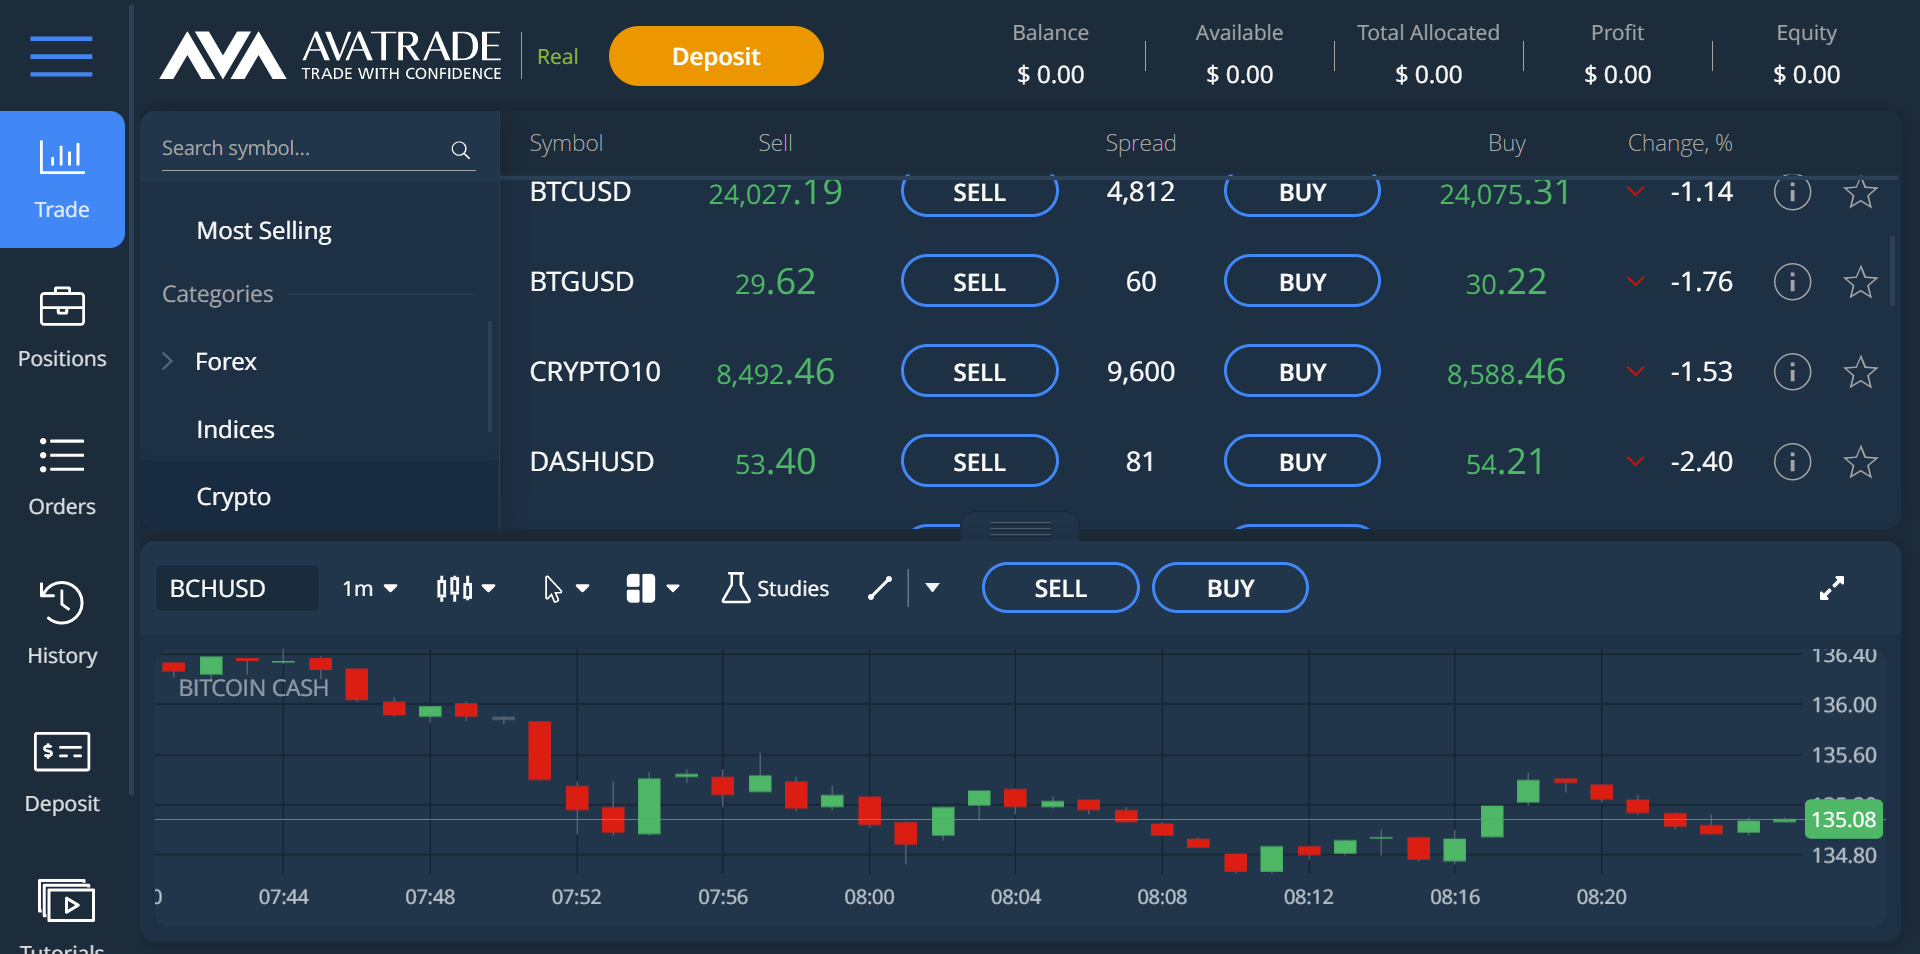 AVATRADE
TRADE WITH CONFIDENCE
Real
Deposit
Balance
$ 0.00
Available
$ 0.00
Total Allocated
$ 0.00
Profit
$ 0.00
Equity
$ 0.00
Trade
Positions
Orders
History
Deposit
Tutorials
Search symbol...
Most Selling
Categories
Forex
Indices
Crypto
Symbol Sell Spread Buy Change, %
BTCUSD 24,027.19 SELL 4,812 BUY 24,075.31 -1.14
BTGUSD 29.62 SELL 60 BUY 30.22 -1.76
CRYPTO10 8,492.46 SELL 9,600 BUY 8,588.46 -1.53
DASHUSD 53.40 SELL 81 BUY 54.21 -2.40
BCHUSD 1m Studies SELL BUY
BITCOIN CASH
136.40
136.00
135.60
135.08
134.80
07:44 07:48 07:52 07:56 08:00 08:04 08:08 08:12 08:16 08:20